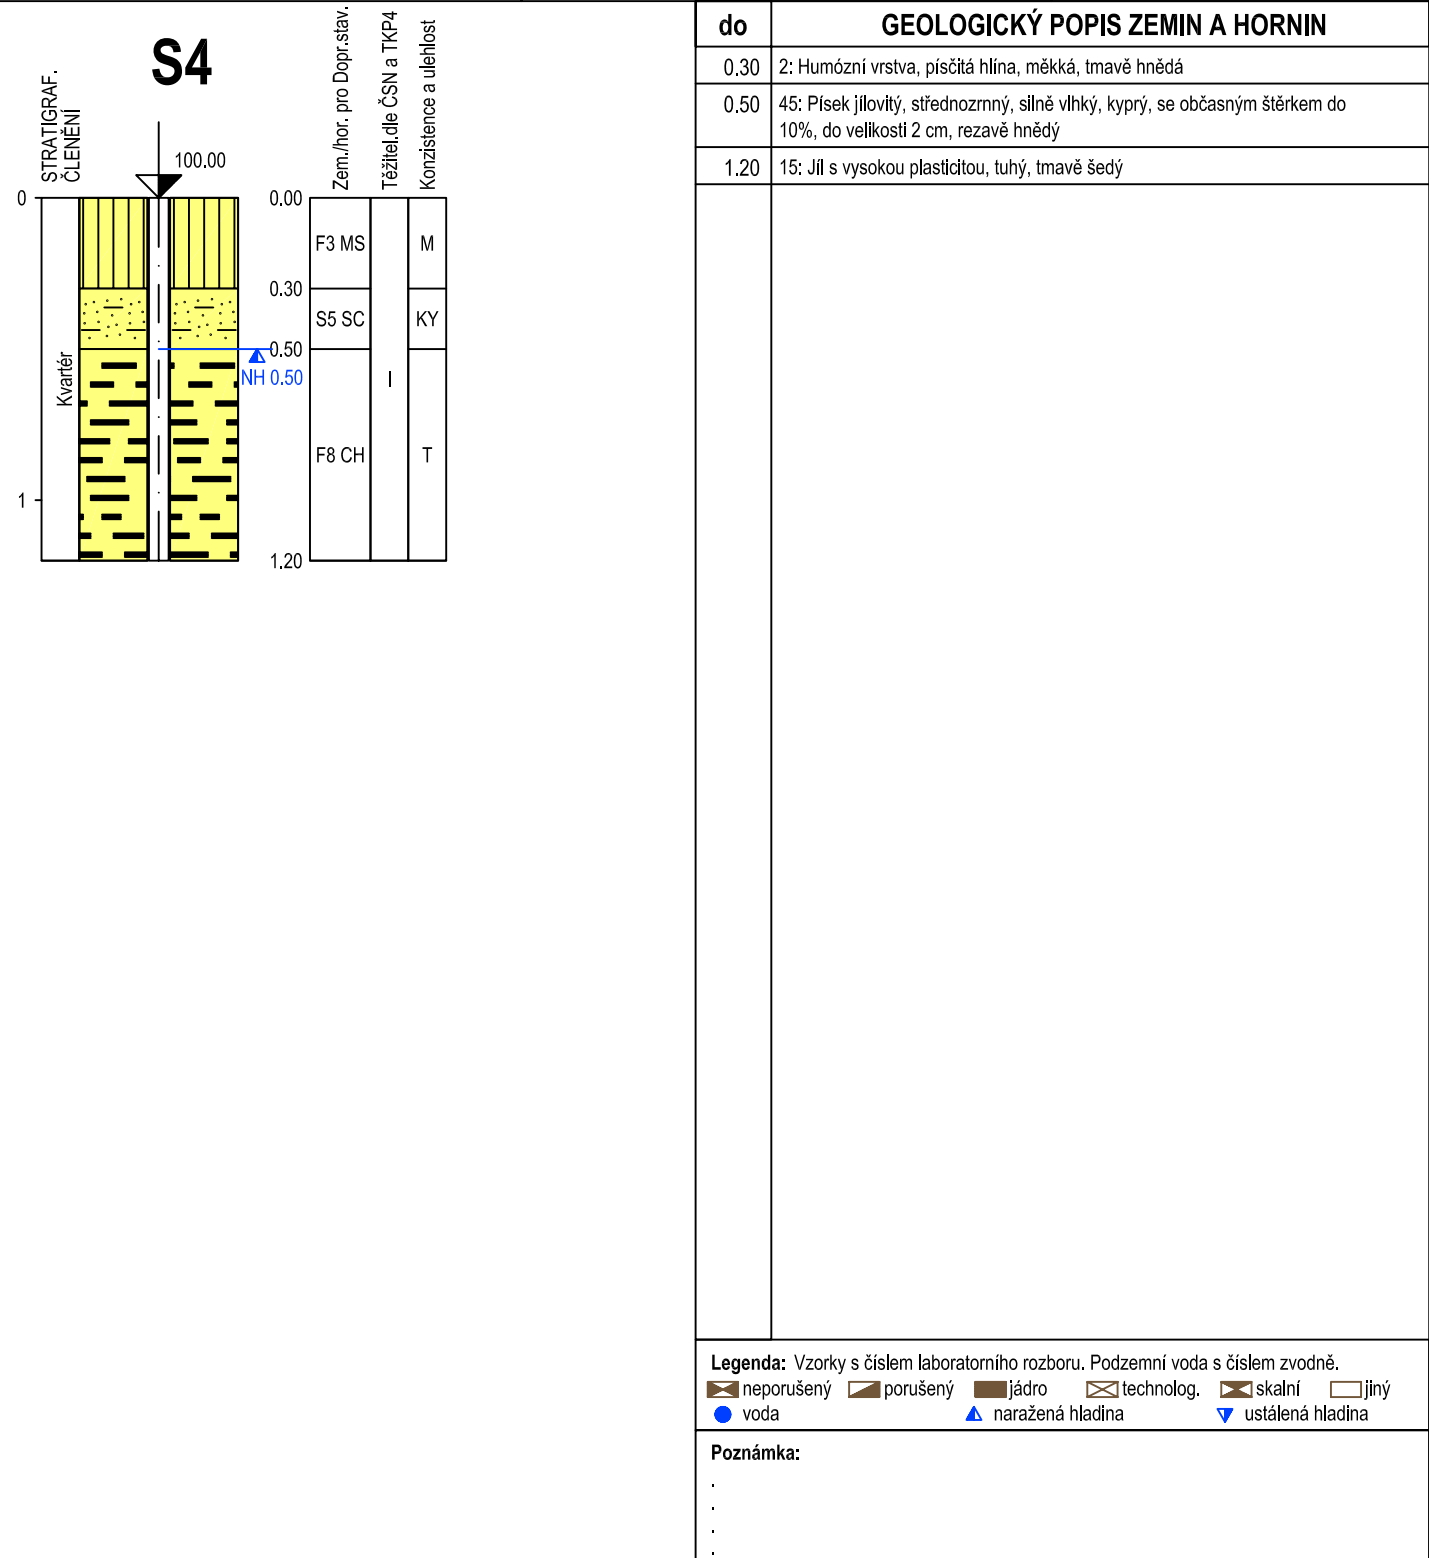 S4
STRATIGRAF.
ČLENĚNÍ
100.00
Zem./hor. pro Dopr.stav.
Těžitel.dle ČSN a TKP4
Konzistence a ulehlost
0
0.00
F3 MS
M
0.30
S5 SC
KY
0.50
NH 0.50
Kvartér
I
F8 CH
T
1
1.20
do
GEOLOGICKÝ POPIS ZEMIN A HORNIN
0.30 2: Humózní vrstva, písčitá hlína, měkká, tmavě hnědá
0.50 45: Písek jílovitý, střednozrnný, silně vlhký, kyprý, se občasným štěrkem do
10%, do velikosti 2 cm, rezavě hnědý
1.20 15: Jíl s vysokou plasticitou, tuhý, tmavě šedý
Legenda: Vzorky s číslem laboratorního rozboru. Podzemní voda s číslem zvodně.
neporušený porušený jádro technolog. skalní jiný
voda naražená hladina ustálená hladina
Poznámka:
.
.
.
.